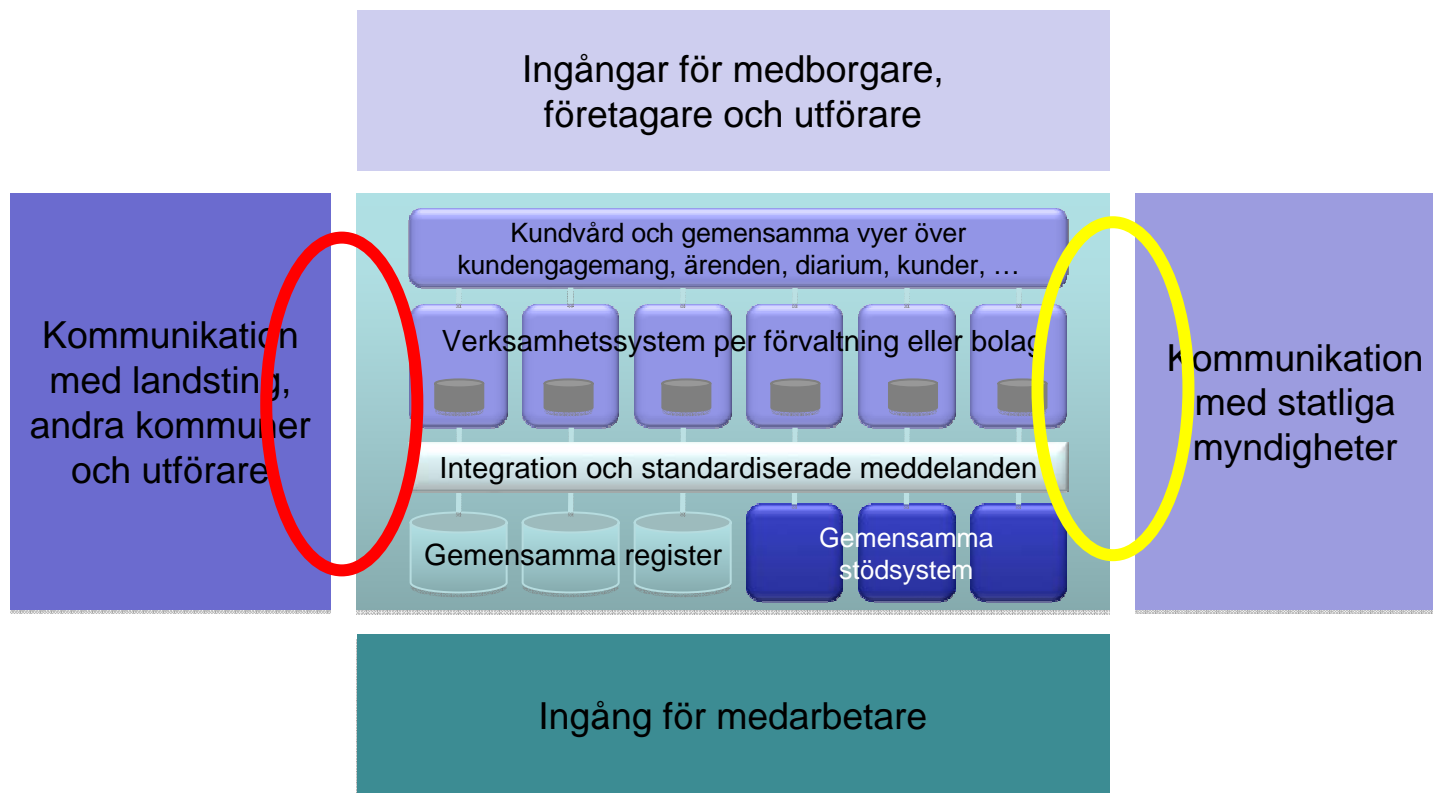 Ingångar för medborgare,
företagare och utförare
Kommunikation
med landsting,
andra kommuner
och utförare
Kundvård och gemensamma vyer över
kundengagemang, ärenden, diarium, kunder, …
Verksamhetssystem per förvaltning eller bolag
Integration och standardiserade meddelanden
Gemensamma register
Gemensamma
stödsystem
Kommunikation
med statliga
myndigheter
Ingång för medarbetare